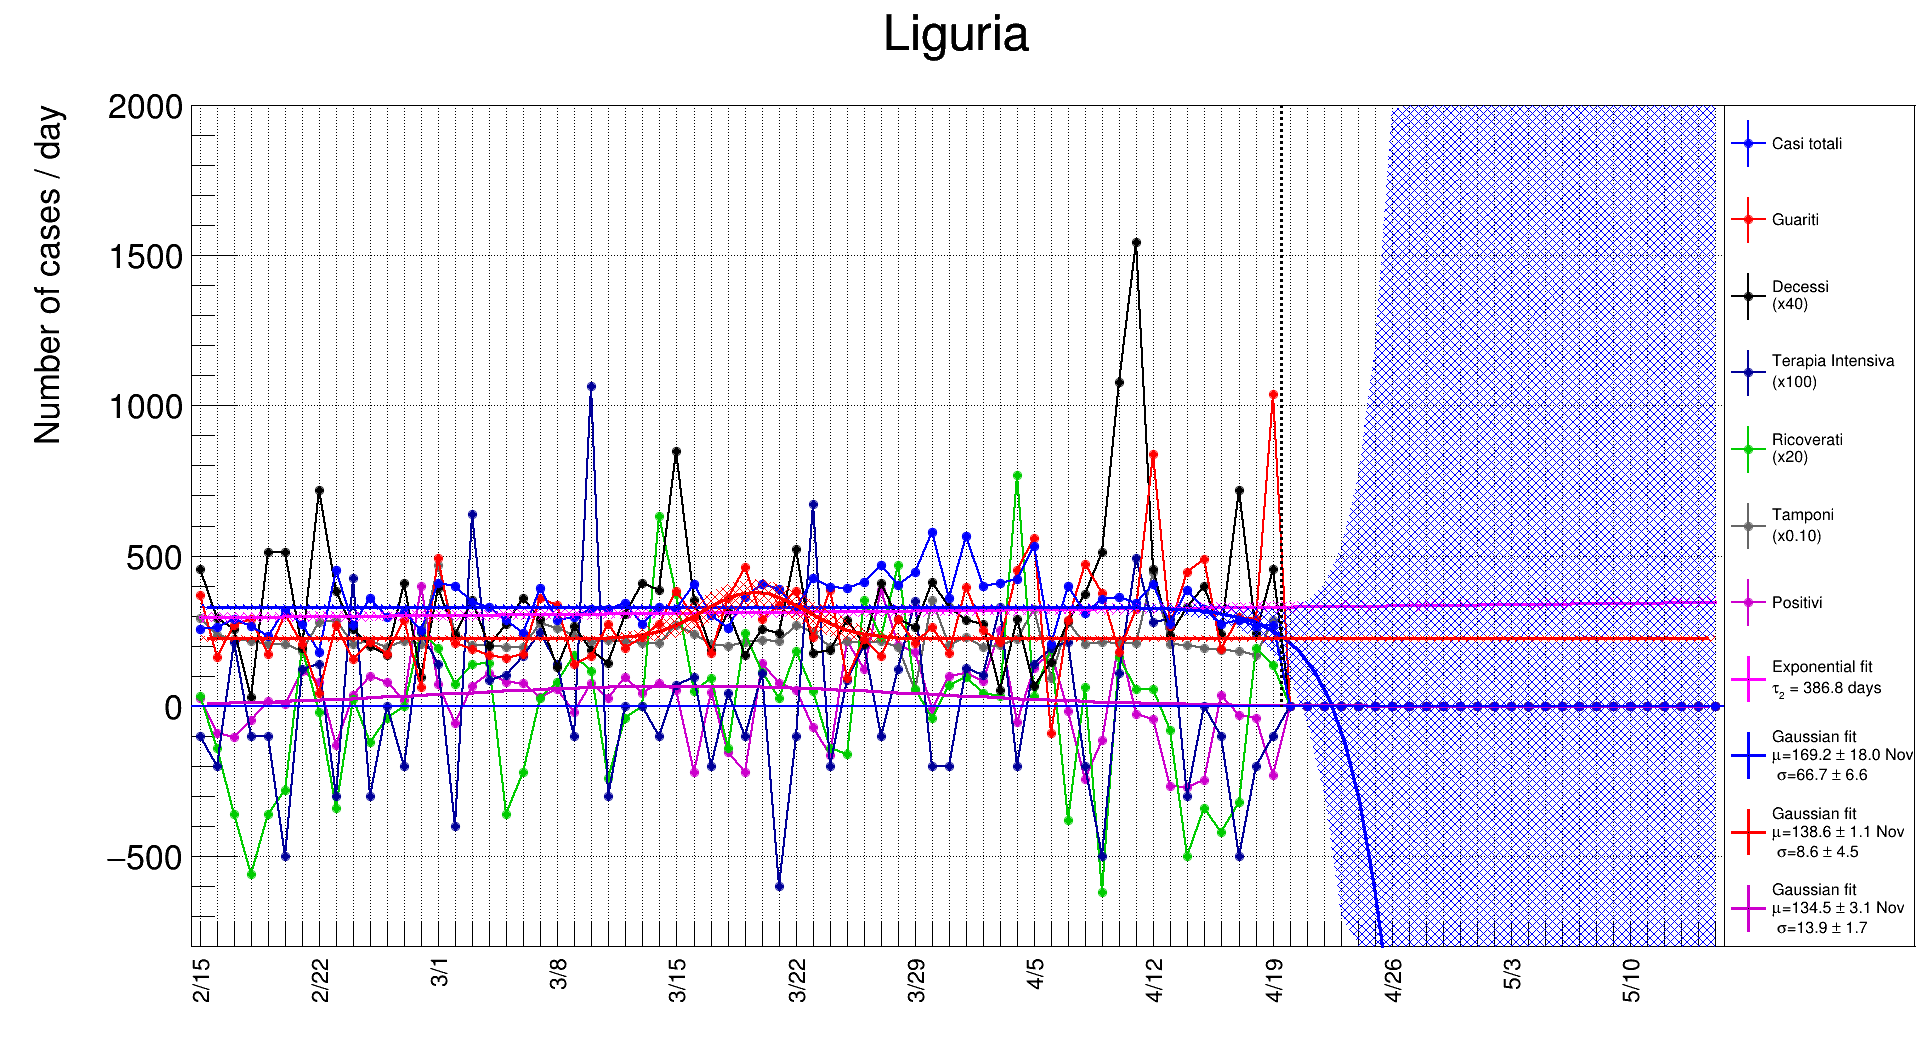 Liguria
Number of cases / day
2000
1500
1000
500
0
−500
2/15
2/22
3/1
3/8
3/15
3/22
3/29
4/5
4/12
4/19
4/26
5/3
5/10
Casi totali
Guariti
Decessi
(x40)
Terapia Intensiva
(x100)
Ricoverati
(x20)
Tamponi
(x0.10)
Positivi
Exponential fit
τ2 = 386.8 days
Gaussian fit
μ=169.2 ± 18.0 Nov
σ=66.7 ± 6.6
Gaussian fit
μ=138.6 ± 1.1 Nov
σ=8.6 ± 4.5
Gaussian fit
μ=134.5 ± 3.1 Nov
σ=13.9 ± 1.7